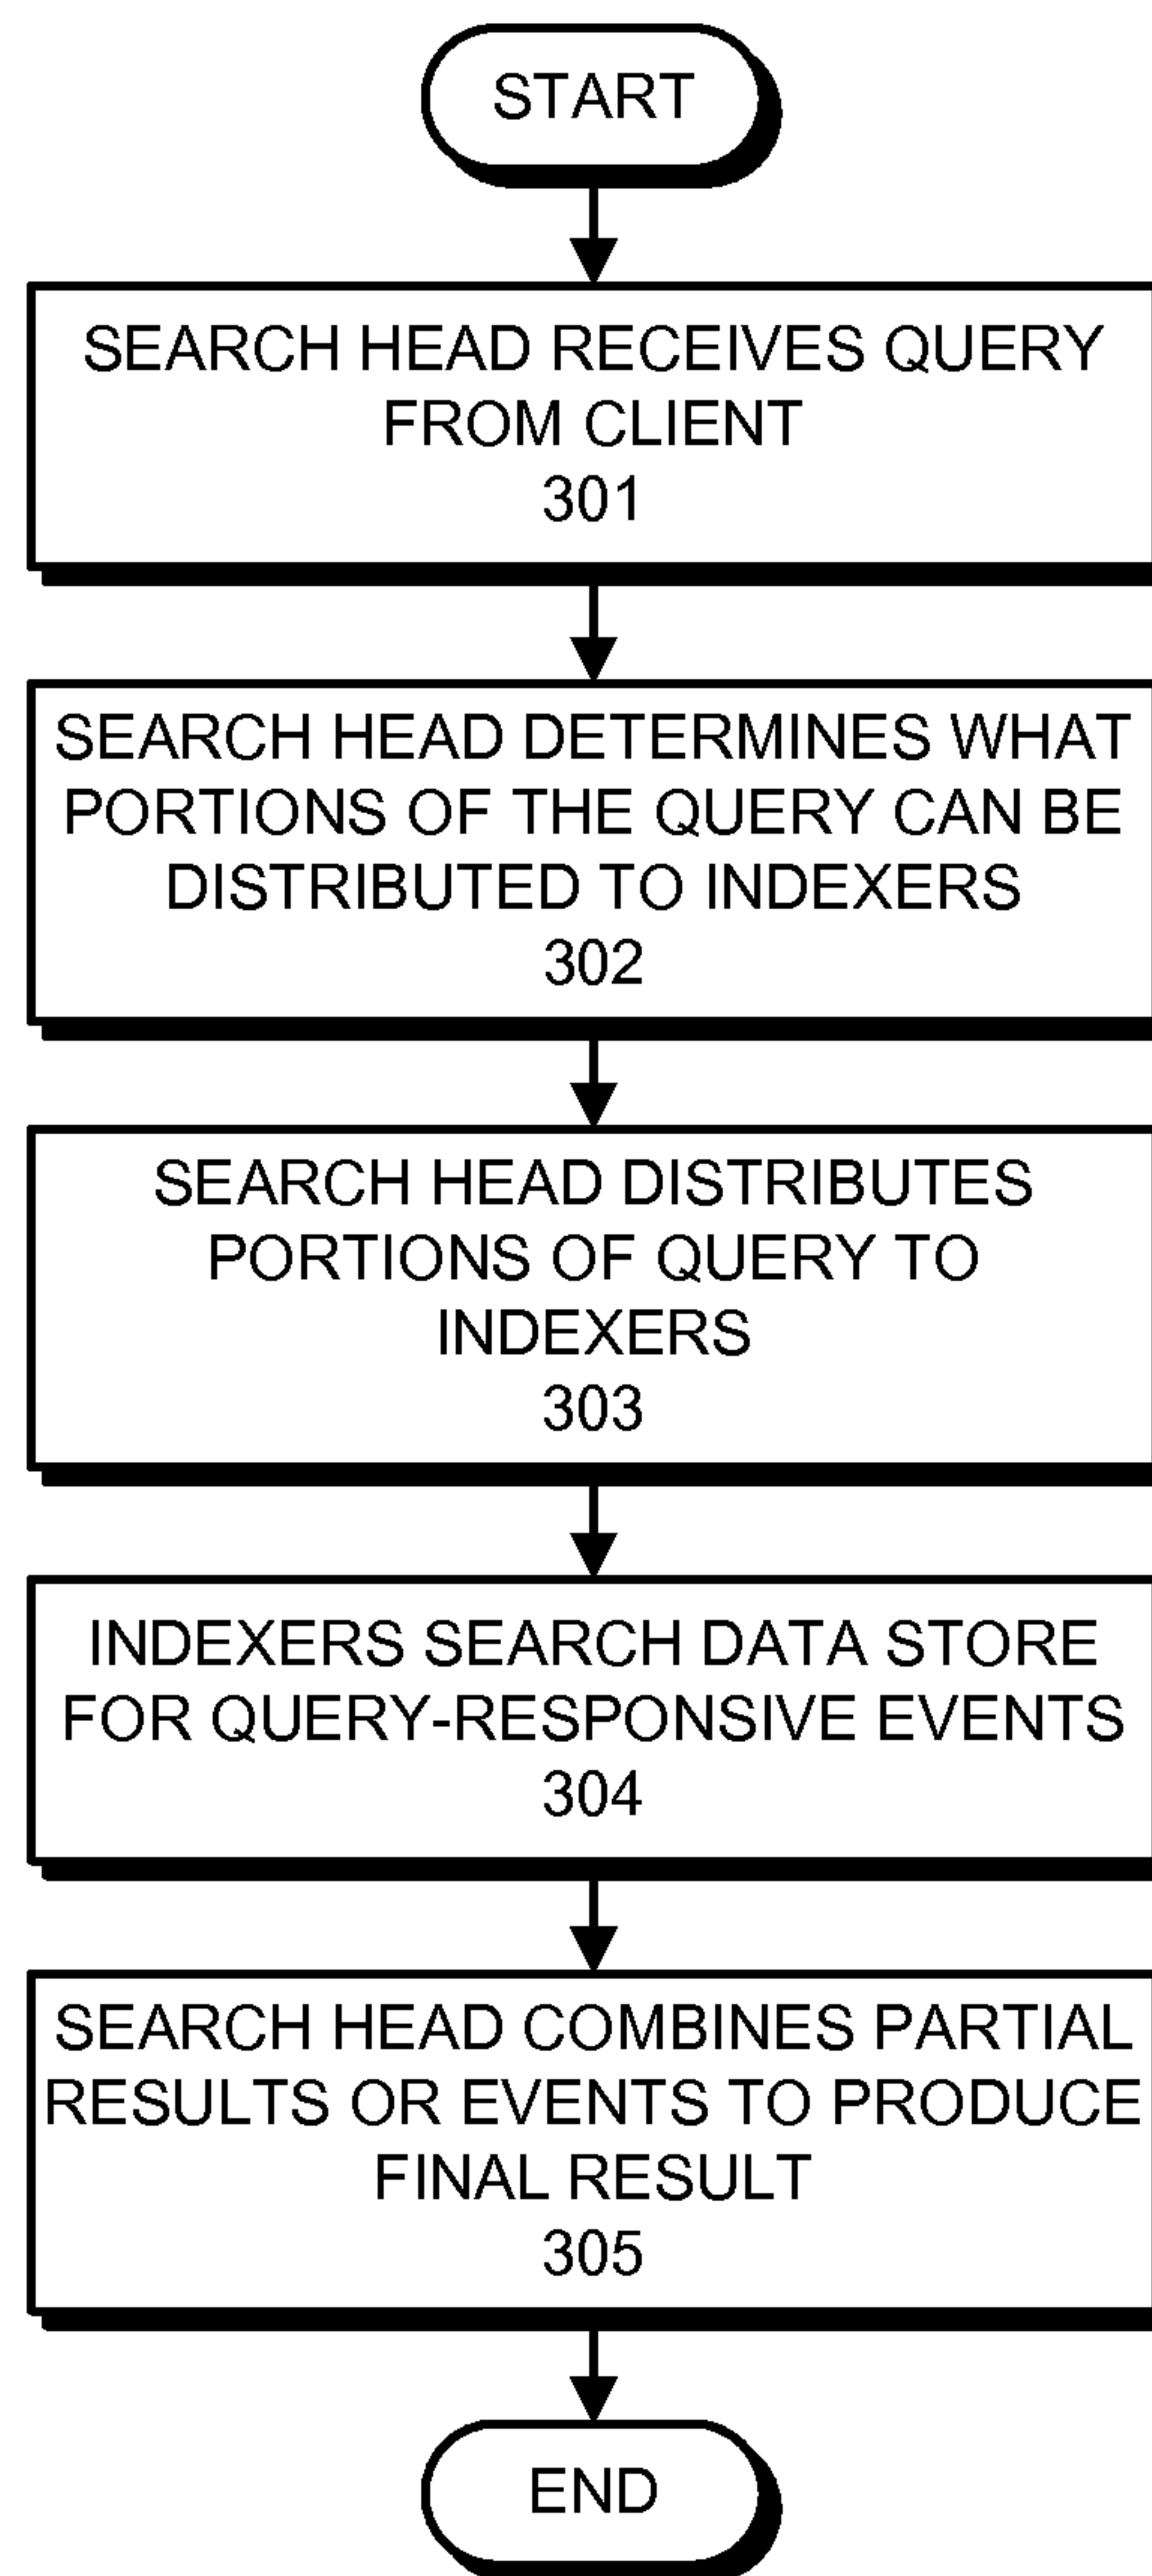 START
SEARCH HEAD RECEIVES QUERY
FROM CLIENT
301
SEARCH HEAD DETERMINES WHAT
PORTIONS OF THE QUERY CAN BE
DISTRIBUTED TO INDEXERS
302
SEARCH HEAD DISTRIBUTES
PORTIONS OF QUERY TO
INDEXERS
303
INDEXERS SEARCH DATA STORE
FOR QUERY-RESPONSIVE EVENTS
304
SEARCH HEAD COMBINES PARTIAL
RESULTS OR EVENTS TO PRODUCE
FINAL RESULT
305
END